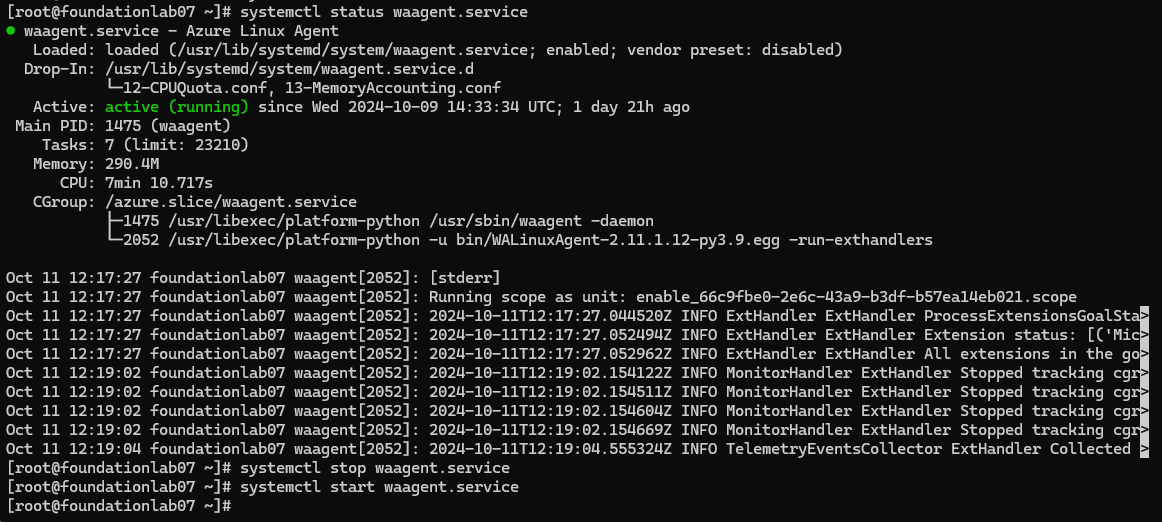 [root@foundationlab07 ~]# systemctl status waagent.service
● waagent.service - Azure Linux Agent
   Loaded: loaded (/usr/lib/systemd/system/waagent.service; enabled; vendor preset: disabled)
  Drop-In: /usr/lib/systemd/system/waagent.service.d
           └─12-CPUQuota.conf, 13-MemoryAccounting.conf
   Active: active (running) since Wed 2024-10-09 14:33:34 UTC; 1 day 21h ago
 Main PID: 1475 (waagent)
    Tasks: 7 (limit: 23210)
   Memory: 290.4M
      CPU: 7min 10.717s
   CGroup: /azure.slice/waagent.service
           ├─1475 /usr/libexec/platform-python /usr/sbin/waagent -daemon
           └─2052 /usr/libexec/platform-python -u bin/WALinuxAgent-2.11.1.12-py3.9.egg -run-exthandlers
Oct 11 12:17:27 foundationlab07 waagent[2052]: [stderr]
Oct 11 12:17:27 foundationlab07 waagent[2052]: Running scope as unit: enable_66c9fbe0-2e6c-43a9-b3df-b57ea14eb021.scope
Oct 11 12:17:27 foundationlab07 waagent[2052]: 2024-10-11T12:17:27.044520Z INFO ExtHandler ExtHandler ProcessExtensionsGoalSta>
Oct 11 12:17:27 foundationlab07 waagent[2052]: 2024-10-11T12:17:27.052494Z INFO ExtHandler ExtHandler Extension status: [('Mic>
Oct 11 12:17:27 foundationlab07 waagent[2052]: 2024-10-11T12:17:27.052962Z INFO ExtHandler ExtHandler All extensions in the go>
Oct 11 12:19:02 foundationlab07 waagent[2052]: 2024-10-11T12:19:02.154122Z INFO MonitorHandler ExtHandler Stopped tracking cgr>
Oct 11 12:19:02 foundationlab07 waagent[2052]: 2024-10-11T12:19:02.154511Z INFO MonitorHandler ExtHandler Stopped tracking cgr>
Oct 11 12:19:02 foundationlab07 waagent[2052]: 2024-10-11T12:19:02.154604Z INFO MonitorHandler ExtHandler Stopped tracking cgr>
Oct 11 12:19:02 foundationlab07 waagent[2052]: 2024-10-11T12:19:02.154669Z INFO MonitorHandler ExtHandler Stopped tracking cgr>
Oct 11 12:19:04 foundationlab07 waagent[2052]: 2024-10-11T12:19:04.555324Z INFO TelemetryEventsCollector ExtHandler Collected >
[root@foundationlab07 ~]# systemctl stop waagent.service
[root@foundationlab07 ~]# systemctl start waagent.service
[root@foundationlab07 ~]#